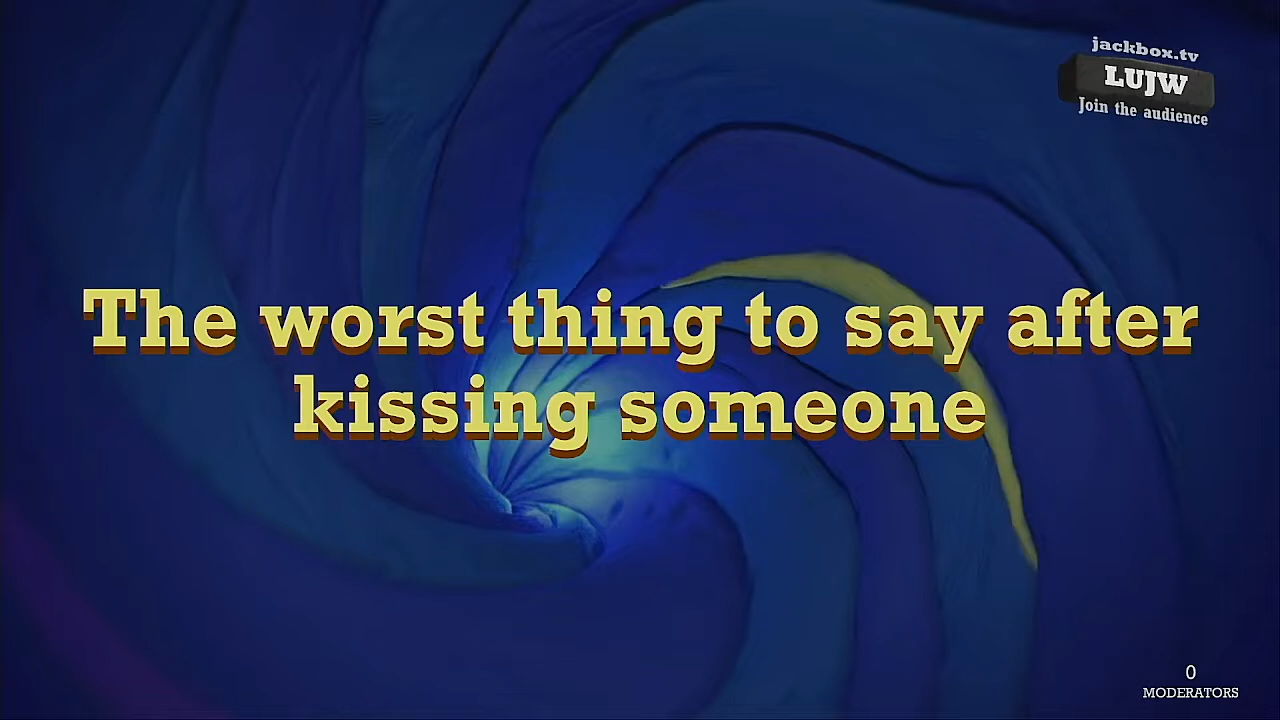 jackbox.tv
LUJW
Join the audience
The worst thing to say after
kissing someone
0
MODERATORS